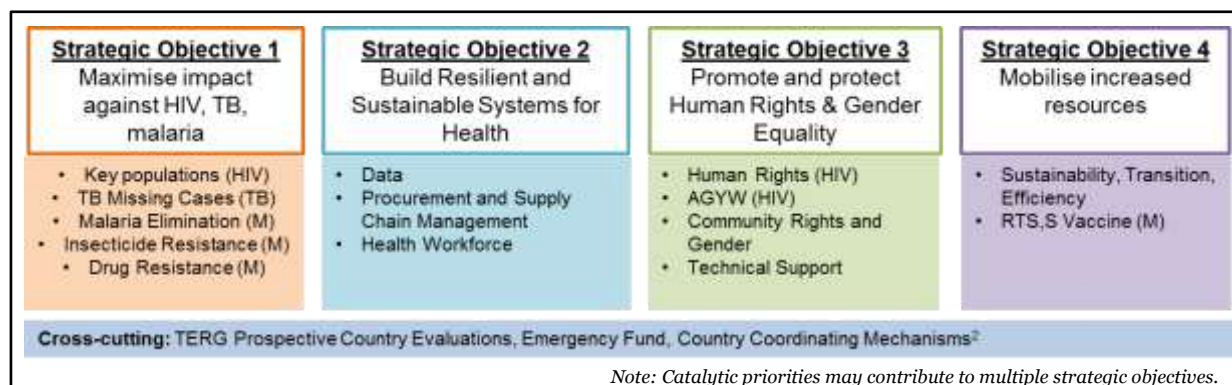 Strategic Objective 1
Maximise impact
against HIV, TB,
malaria
• Key populations (HIV)
• TB Missing Cases (TB)
• Malaria Elimination (M)
• Insecticide Resistance (M)
• Drug Resistance (M)
Strategic Objective 2
Build Resilient and
Sustainable Systems for
Health
• Data
• Procurement and Supply
Chain Management
• Health Workforce
Strategic Objective 3
Promote and protect
Human Rights & Gender
Equality
• Human Rights (HIV)
• AGYW (HIV)
• Community Rights and
Gender
• Technical Support
Strategic Objective 4
Mobilise increased
resources
• Sustainability, Transition,
Efficiency
• RTS,S Vaccine (M)
Cross-cutting: TERG Prospective Country Evaluations, Emergency Fund, Country Coordinating Mechanisms²
Note: Catalytic priorities may contribute to multiple strategic objectives.